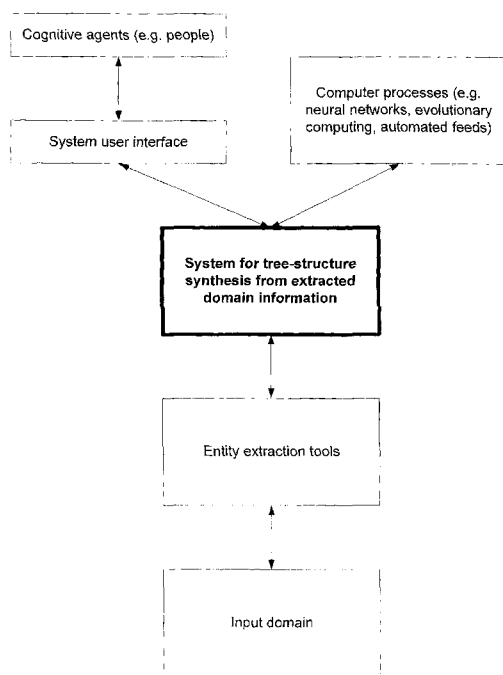 Cognitive agents (e.g. people)
Computer processes (e.g.
neural networks, evolutionary
computing, automated feeds)
System user interface
System for tree-structure
synthesis from extracted
domain information
Entity extraction tools
Input domain